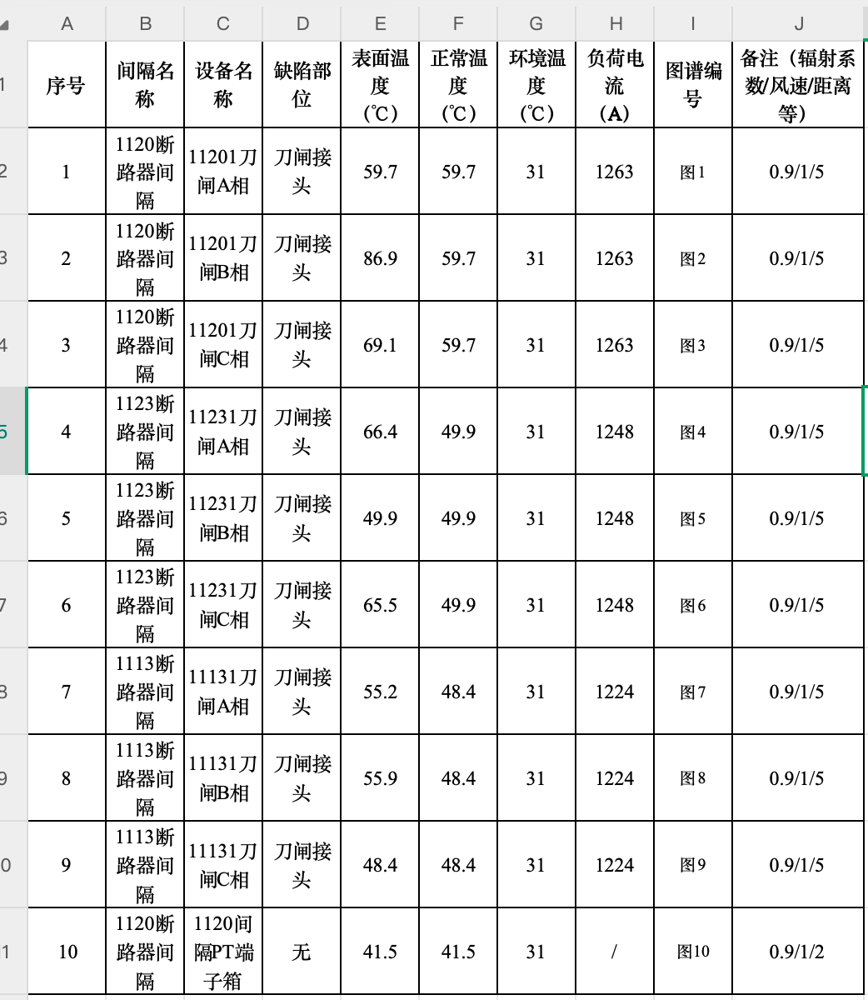 A B C D E F G H I J
1 序号 间隔名称 设备名称 缺陷部位 表面温度(℃) 正常温度(℃) 环境温度(℃) 负荷电流(A) 图谱编号 备注（辐射系数/风速/距离等）
2 1 1120断路器间隔 11201刀闸A相 刀闸接头 59.7 59.7 31 1263 图1 0.9/1/5
3 2 1120断路器间隔 11201刀闸B相 刀闸接头 86.9 59.7 31 1263 图2 0.9/1/5
4 3 1120断路器间隔 11201刀闸C相 刀闸接头 69.1 59.7 31 1263 图3 0.9/1/5
5 4 1123断路器间隔 11231刀闸A相 刀闸接头 66.4 49.9 31 1248 图4 0.9/1/5
6 5 1123断路器间隔 11231刀闸B相 刀闸接头 49.9 49.9 31 1248 图5 0.9/1/5
7 6 1123断路器间隔 11231刀闸C相 刀闸接头 65.5 49.9 31 1248 图6 0.9/1/5
8 7 1113断路器间隔 11131刀闸A相 刀闸接头 55.2 48.4 31 1224 图7 0.9/1/5
9 8 1113断路器间隔 11131刀闸B相 刀闸接头 55.9 48.4 31 1224 图8 0.9/1/5
0 9 1113断路器间隔 11131刀闸C相 刀闸接头 48.4 48.4 31 1224 图9 0.9/1/5
1 10 1120断路器间隔 1120间隔PT端子箱 无 41.5 41.5 31 / 图10 0.9/1/2